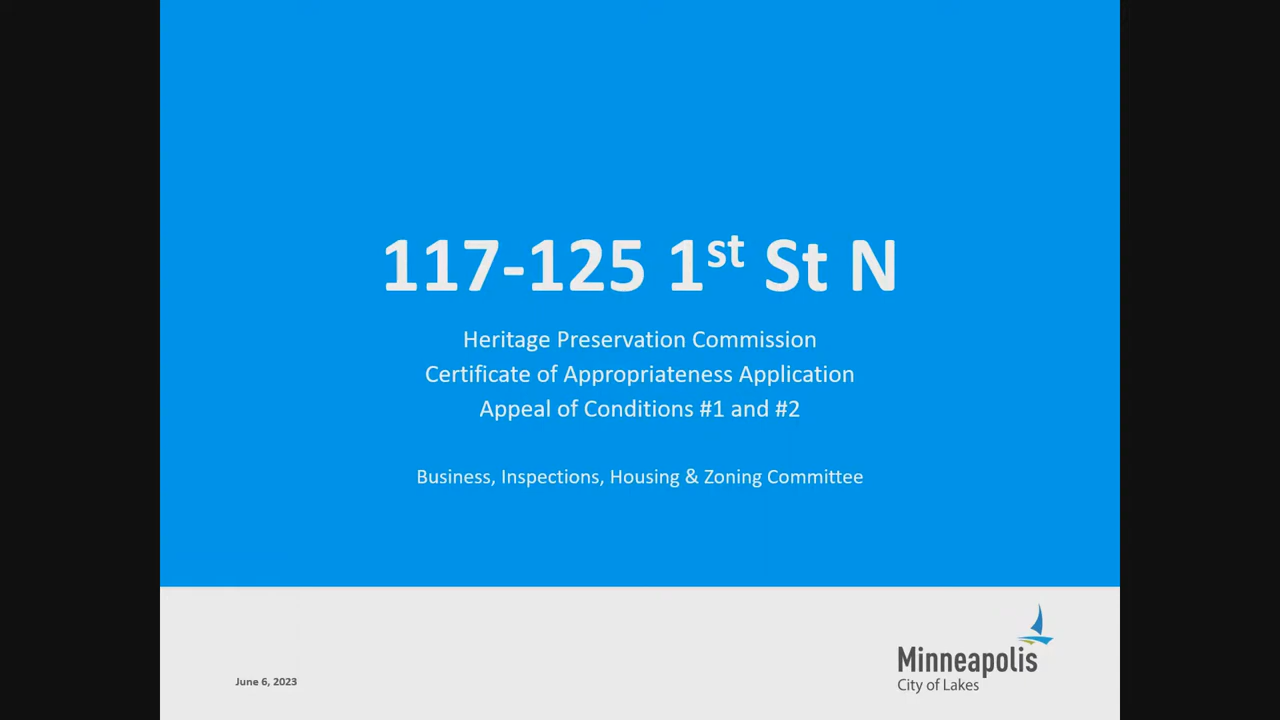 117-125 1st St N
Heritage Preservation Commission
Certificate of Appropriateness Application
Appeal of Conditions #1 and #2
Business, Inspections, Housing & Zoning Committee
June 6, 2023
Minneapolis
City of Lakes